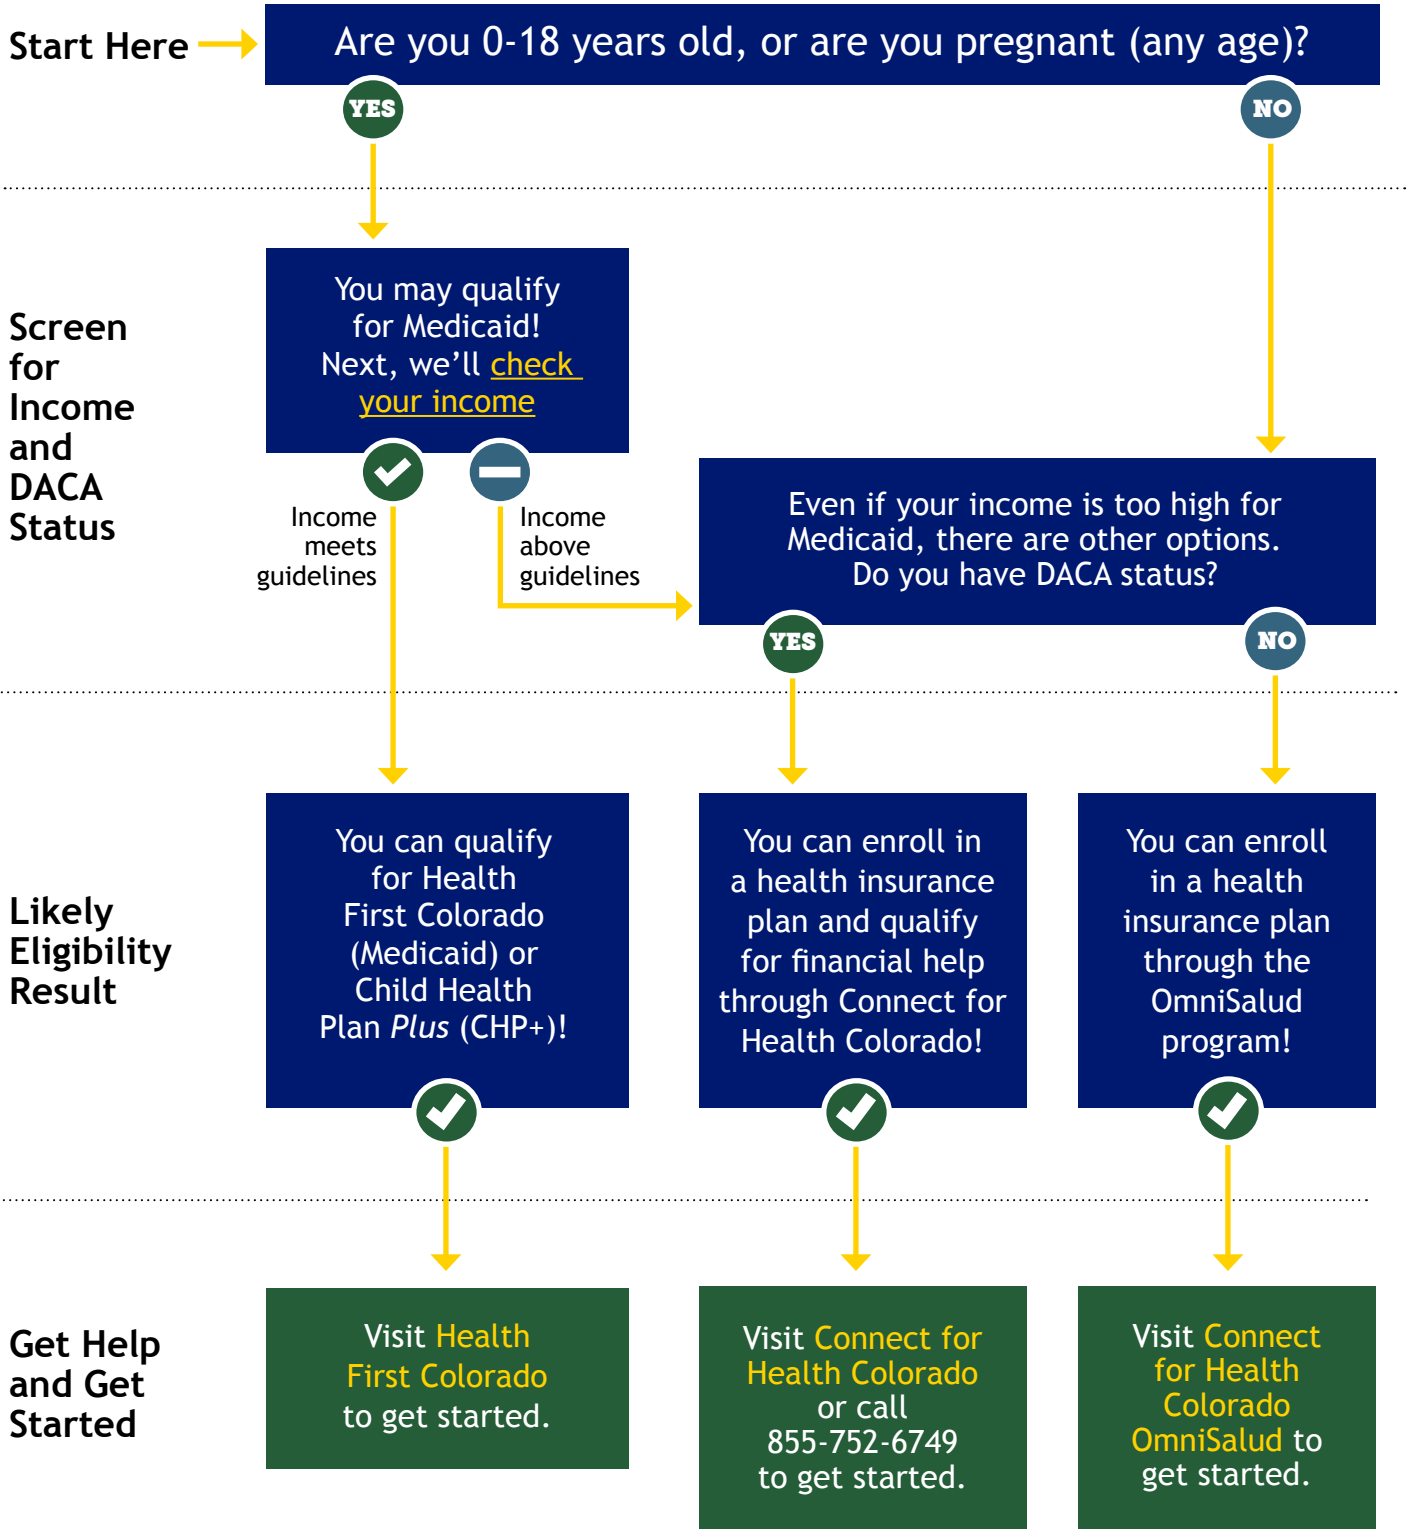 Start Here
Are you 0-18 years old, or are you pregnant (any age)?
YES
NO
Screen
for
Income
and
DACA
Status
You may qualify
for Medicaid!
Next, we’ll check
your income
Income
meets
guidelines
Income
above
guidelines
Even if your income is too high for
Medicaid, there are other options.
Do you have DACA status?
YES
NO
Likely
Eligibility
Result
You can qualify
for Health
First Colorado
(Medicaid) or
Child Health
Plan Plus (CHP+)!
You can enroll in
a health insurance
plan and qualify
for financial help
through Connect for
Health Colorado!
You can enroll
in a health
insurance plan
through the
OmniSalud
program!
Get Help
and Get
Started
Visit Health
First Colorado
to get started.
Visit Connect for
Health Colorado
or call
855-752-6749
to get started.
Visit Connect
for Health
Colorado
OmniSalud to
get started.